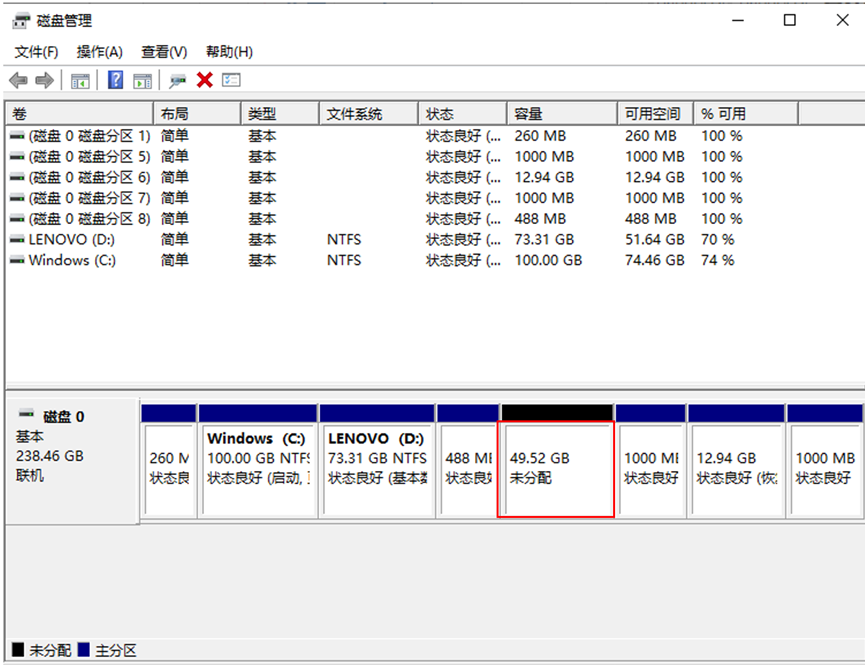 磁盘管理
文件(F) 操作(A) 查看(V) 帮助(H)
卷 布局 类型 文件系统 状态 容量 可用空间 % 可用
(磁盘 0 磁盘分区 1) 简单 基本 状态良好 (... 260 MB 260 MB 100 %
(磁盘 0 磁盘分区 5) 简单 基本 状态良好 (... 1000 MB 1000 MB 100 %
(磁盘 0 磁盘分区 6) 简单 基本 状态良好 (... 12.94 GB 12.94 GB 100 %
(磁盘 0 磁盘分区 7) 简单 基本 状态良好 (... 1000 MB 1000 MB 100 %
(磁盘 0 磁盘分区 8) 简单 基本 状态良好 (... 488 MB 488 MB 100 %
LENOVO (D:) 简单 基本 NTFS 状态良好 (... 73.31 GB 51.64 GB 70 %
Windows (C:) 简单 基本 NTFS 状态良好 (... 100.00 GB 74.46 GB 74 %
磁盘 0
基本
238.46 GB
联机
260 M
状态良
Windows (C:)
100.00 GB NTFS
状态良好 (启动,
LENOVO (D:)
73.31 GB NTFS
状态良好 (基本数
488 MB
状态良好
49.52 GB
未分配
1000 MB
状态良好
12.94 GB
状态良好 (恢
1000 MB
状态良好
未分配 主分区